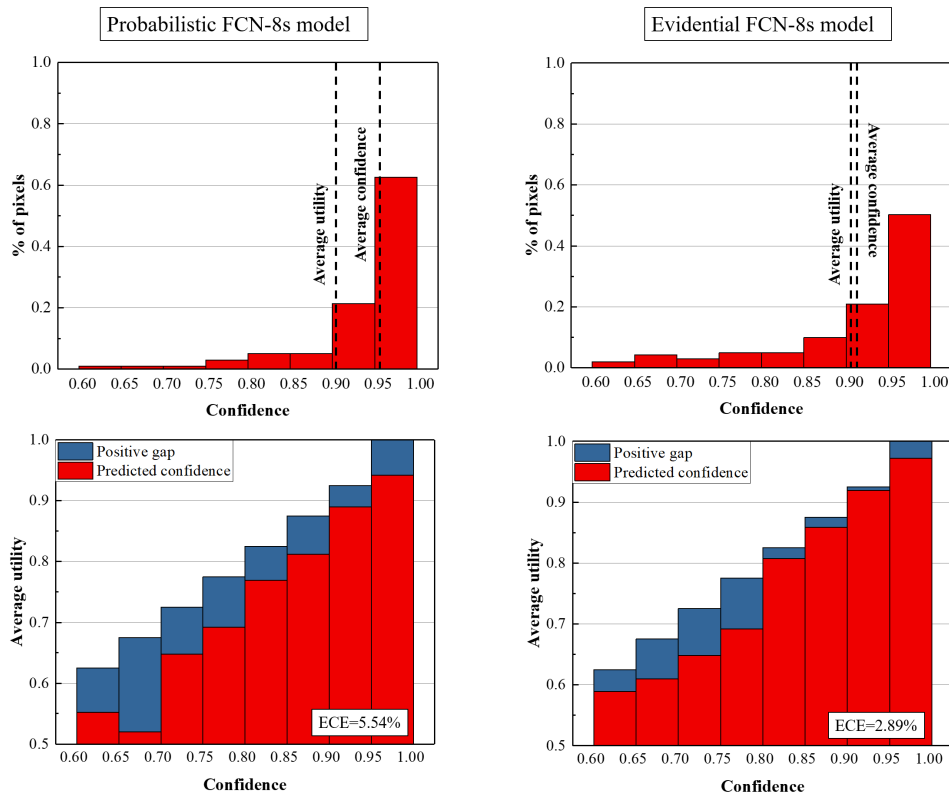 Probabilistic FCN-8s model
Evidential FCN-8s model
1.0
0.8
0.6
0.4
0.2
0.0
% of pixels
Average utility
Average confidence
0.60 0.65 0.70 0.75 0.80 0.85 0.90 0.95 1.00
Confidence
1.0
0.8
0.6
0.4
0.2
0.0
% of pixels
Average utility
Average confidence
0.60 0.65 0.70 0.75 0.80 0.85 0.90 0.95 1.00
Confidence
1.0
0.9
0.8
0.7
0.6
0.5
Average utility
Positive gap
Predicted confidence
ECE=5.54%
0.60 0.65 0.70 0.75 0.80 0.85 0.90 0.95 1.00
Confidence
1.0
0.9
0.8
0.7
0.6
0.5
Average utility
Positive gap
Predicted confidence
ECE=2.89%
0.60 0.65 0.70 0.75 0.80 0.85 0.90 0.95 1.00
Confidence